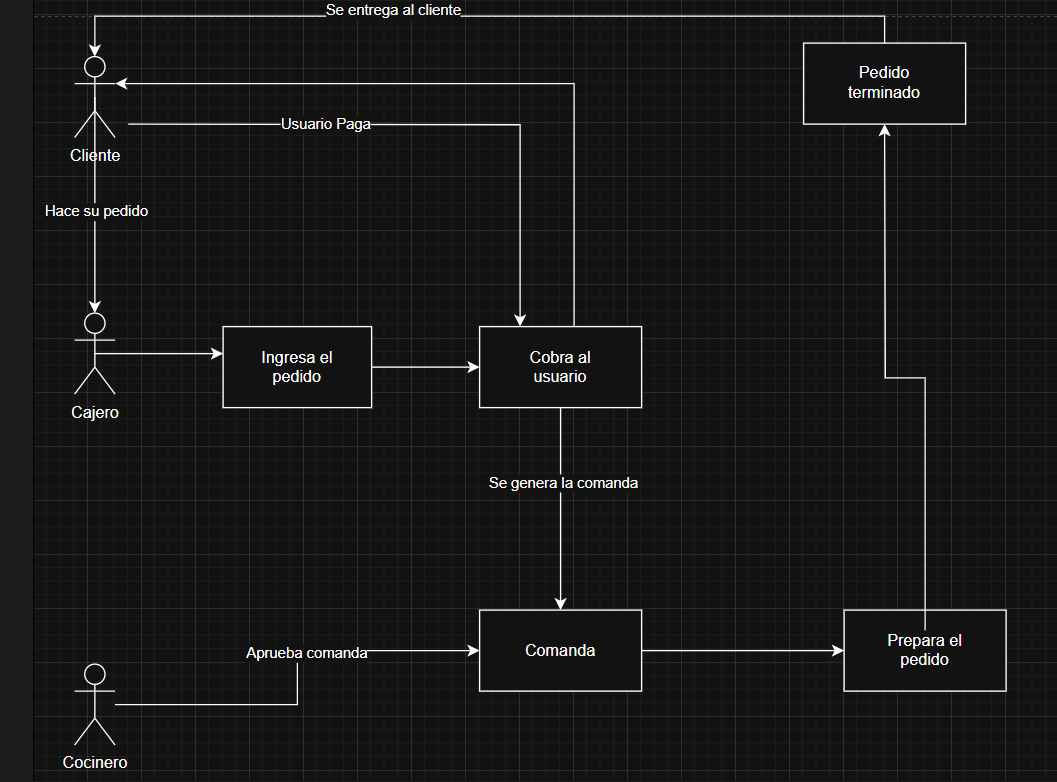 Se entrega al cliente
Pedido
terminado
Usuario Paga
Cliente
Hace su pedido
Ingresa el
pedido
Cobra al
usuario
Cajero
Se genera la comanda
Aprueba comanda
Comanda
Prepara el
pedido
Cocinero